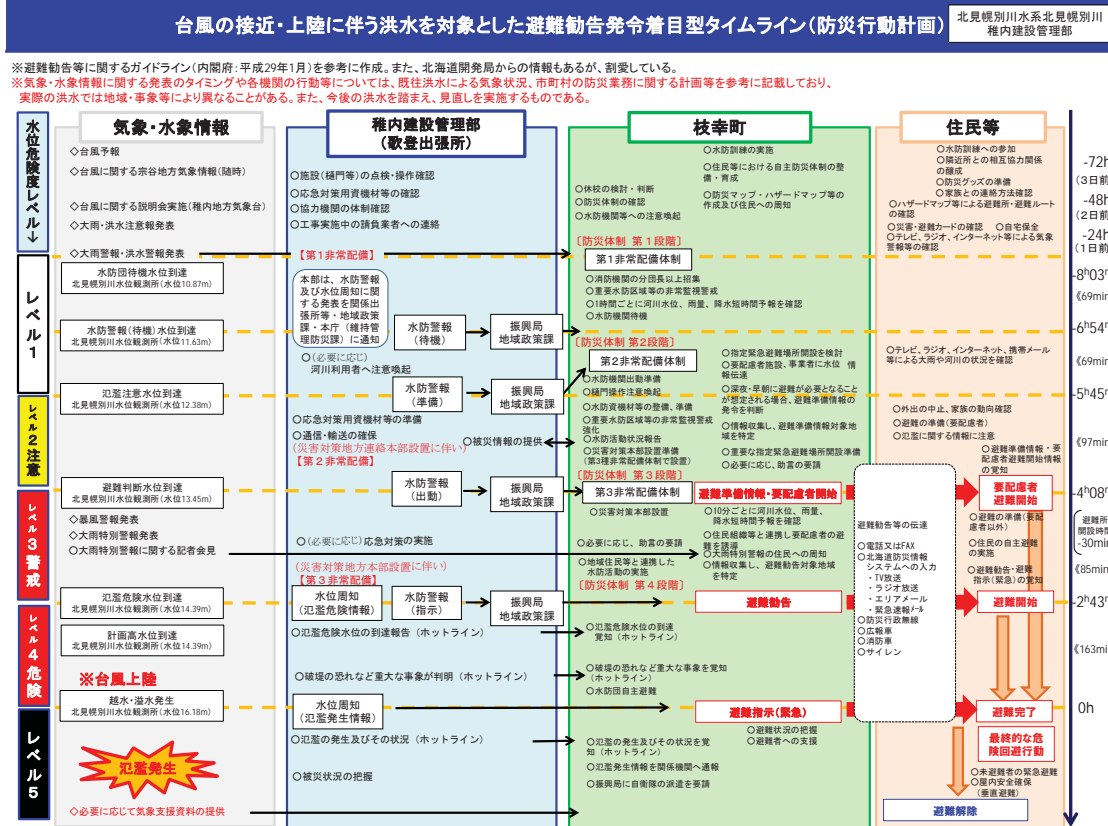 台風の接近・上陸に伴う洪水を対象とした避難勧告発令着目型タイムライン(防災行動計画)
北見幌別川水系北見幌別川
稚内建設管理部
※避難勧告等に関するガイドライン(内閣府:平成29年1月)を参考に作成。また、北海道開発局からの情報もあるが、割愛している。
※気象・水象情報に関する発表のタイミングや各機関の行動等については、既往洪水による気象状況、市町村の防災業務に関する計画等を参考に記載しており、
実際の洪水では地域・事象等により異なることがある。また、今後の洪水を踏まえ、見直しを実施するものである。
水位危険度レベル↓
レベル1
レベル2注意
レベル3警戒
レベル4危険
レベル5
気象・水象情報
◇台風予報
◇台風に関する宗谷地方気象情報(随時)
◇台風に関する説明会実施(稚内地方気象台)
◇大雨・洪水注意報発表
◇大雨警報・洪水警報発表
水防団待機水位到達
北見幌別川水位観測所(水位10.87m)
水防警報(待機)水位到達
北見幌別川水位観測所(水位11.63m)
氾濫注意水位到達
北見幌別川水位観測所(水位12.38m)
避難判断水位到達
北見幌別川水位観測所(水位13.45m)
◇暴風警報発表
◇大雨特別警報発表
◇大雨特別警報に関する記者会見
氾濫危険水位到達
北見幌別川水位観測所(水位14.39m)
計画高水位到達
北見幌別川水位観測所(水位14.39m)
※台風上陸
越水・溢水発生
北見幌別川水位観測所(水位16.18m)
氾濫発生
◇必要に応じて気象支援資料の提供
稚内建設管理部
(歌登出張所)
○施設(樋門等)の点検・操作確認
○応急対策用資機材等の確認
○協力機関の体制確認
○工事実施中の請負業者への連絡
【第1非常配備】
本部は、水防警報
及び水位周知に関
する発表を関係出
張所等・地域政策
課・本庁(維持管
理防災課)に通知
水防警報
(待機)
振興局
地域政策課
○(必要に応じ)
河川利用者へ注意喚起
水防警報
(準備)
振興局
地域政策課
○応急対策用資機材等の準備
○通信・輸送の確保
(災害対策地方連絡本部設置に伴い)
【第2非常配備】
○被災情報の提供
水防警報
(出動)
振興局
地域政策課
○(必要に応じ)応急対策の実施
(災害対策地方本部設置に伴い)
【第3非常配備】
水位周知
(氾濫危険情報)
水防警報
(指示)
振興局
地域政策課
○氾濫危険水位の到達報告(ホットライン)
○破堤の恐れなど重大な事象が判明(ホットライン)
水位周知
(氾濫発生情報)
○氾濫の発生及びその状況(ホットライン)
○被災状況の把握
枝幸町
○水防訓練の実施
○住民等における自主防災体制の整
備・育成
○防災マップ・ハザードマップ等の
作成及び住民への周知
○休校の検討・判断
○防災体制の確認
○水防機関等への注意喚起
〔防災体制 第1段階〕
第1非常配備体制
○消防機関の分団長以上招集
○重要水防区域等の非常監視警戒
○1時間ごとに河川水位、雨量、降水短時間予報を確認
○水防機関待機
〔防災体制 第2段階〕
第2非常配備体制
○水防機関出動準備
○樋門操作注意喚起
○水防資機材等の整備、準備
○重要水防区域等の非常監視警戒
強化
○水防活動状況報告
○災害対策本部設置準備
(第3種非常配備体制で設置)
○指定緊急避難場所開設を検討
○要配慮者施設、事業者に水位 情
報伝達
○深夜・早朝に避難が必要となること
が想定される場合、避難準備情報の
発令を判断
○情報収集し、避難準備情報対象地
域を特定
○重要な指定緊急避難場所開設準備
○必要に応じ、助言の要請
〔防災体制 第3段階〕
第3非常配備体制
避難準備情報・要配慮者開始
○災害対策本部設置
○10分ごとに河川水位、雨量、
降水短時間予報を確認
○住民組織等と連携し要配慮者の避
難を誘導
○大雨特別警報の住民への周知
○情報収集し、避難勧告対象地域
を特定
○必要に応じ、助言の要請
○地域住民等と連携した
水防活動の実施
〔防災体制 第4段階〕
避難勧告
○氾濫危険水位の到達
覚知(ホットライン)
○破堤の恐れなど重大な事象を覚知
(ホットライン)
○水防団自主避難
避難指示(緊急)
○避難状況の把握
○避難者への支援
○氾濫の発生及びその状況を覚
知(ホットライン)
○氾濫発生情報を関係機関へ通報
○振興局に自衛隊の派遣を要請
避難勧告等の伝達
○電話又はFAX
○北海道防災情報
システムへの入力
・TV放送
・ラジオ放送
・エリアメール
・緊急速報メール
○防災行政無線
○広報車
○消防車
○サイレン
住民等
○水防訓練への参加
○隣近所との相互協力関係
の醸成
○防災グッズの準備
○家族との連絡方法確認
○ハザードマップ等による避難所・避難ルート
の確認
○災害・避難カードの確認 ○自宅保全
○テレビ、ラジオ、インターネット等による気象
警報等の確認
○テレビ、ラジオ、インターネット、携帯メール
等による大雨や河川の状況を確認
○外出の中止、家族の動向確認
○避難の準備(要配慮者)
○氾濫に関する情報に注意
○避難準備情報・要
配慮者避難開始情報
の覚知
要配慮者
避難開始
○避難の準備(要配
慮者以外)
○住民の自主避難
の実施
○避難勧告・避難
指示(緊急)の覚知
避難開始
避難完了
最終的な危
険回避行動
○未避難者の緊急避難
○屋内安全確保
(垂直避難)
避難解除
-72h
(3日前
-48h
(2日前
-24h
(1日前
-8h03m
《69min
-6h54m
《69min
-5h45m
《97min
-4h08m
避難所
開設時間
-30min
《85min
-2h43m
《163min
0h